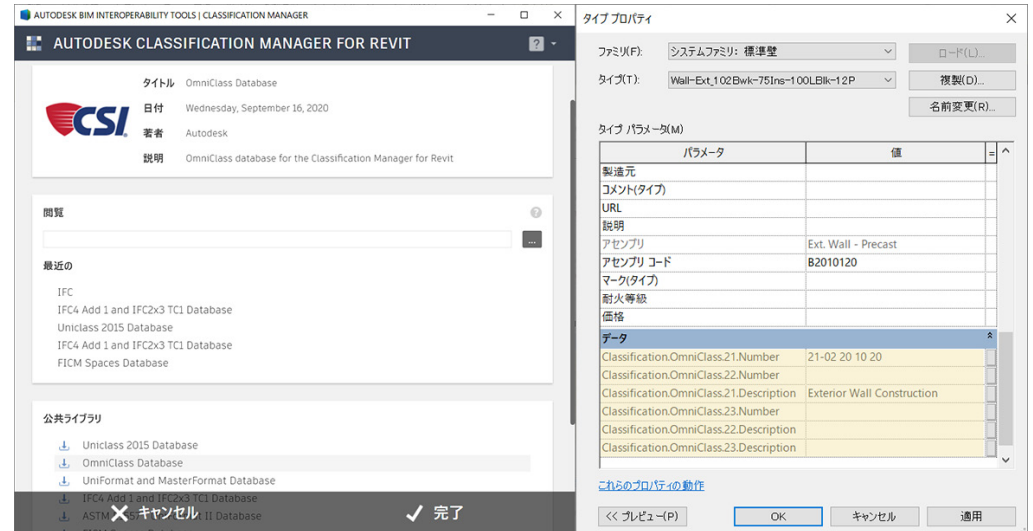 AUTODESK BIM INTEROPERABILITY TOOLS | CLASSIFICATION MANAGER
AUTODESK CLASSIFICATION MANAGER FOR REVIT
?
CSI
タイトル OmniClass Database
日付 Wednesday, September 16, 2020
著者 Autodesk
説明 OmniClass database for the Classification Manager for Revit
閲覧
?
...
最近の
IFC
IFC4 Add 1 and IFC2x3 TC1 Database
Uniclass 2015 Database
IFC4 Add 1 and IFC2x3 TC1 Database
FICM Spaces Database
公共ライブラリ
Uniclass 2015 Database
OmniClass Database
UniFormat and MasterFormat Database
IFC4 Add 1 and IFC2x3 TC1 Database
ASTM II Database
キャンセル 完了
タイプ プロパティ
ファミリ(F): システムファミリ: 標準壁 ロード(L)...
タイプ(T): Wall-Ext_102Bwk-75Ins-100LBlk-12P 複製(D)...
名前変更(R)...
タイプ パラメータ(M)
パラメータ 値 =
製造元
コメント(タイプ)
URL
説明
アセンブリ Ext. Wall - Precast
アセンブリ コード B2010120
マーク(タイプ)
耐火等級
価格
データ
Classification.OmniClass.21.Number 21-02 20 10 20
Classification.OmniClass.22.Number
Classification.OmniClass.21.Description Exterior Wall Construction
Classification.OmniClass.23.Number
Classification.OmniClass.22.Description
Classification.OmniClass.23.Description
これらのプロパティの動作
<< プレビュー(P) OK キャンセル 適用